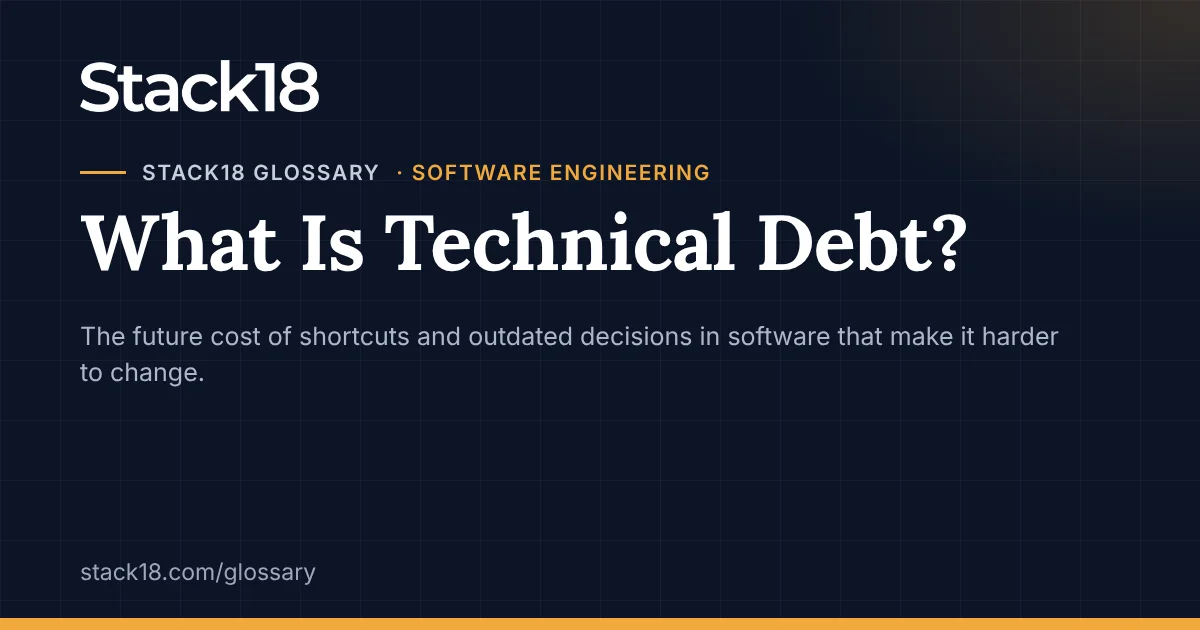 Stack18
STACK18 GLOSSARY · SOFTWARE ENGINEERING
What Is Technical Debt?
The future cost of shortcuts and outdated decisions in software that make it harder
to change.
stack18.com/glossary